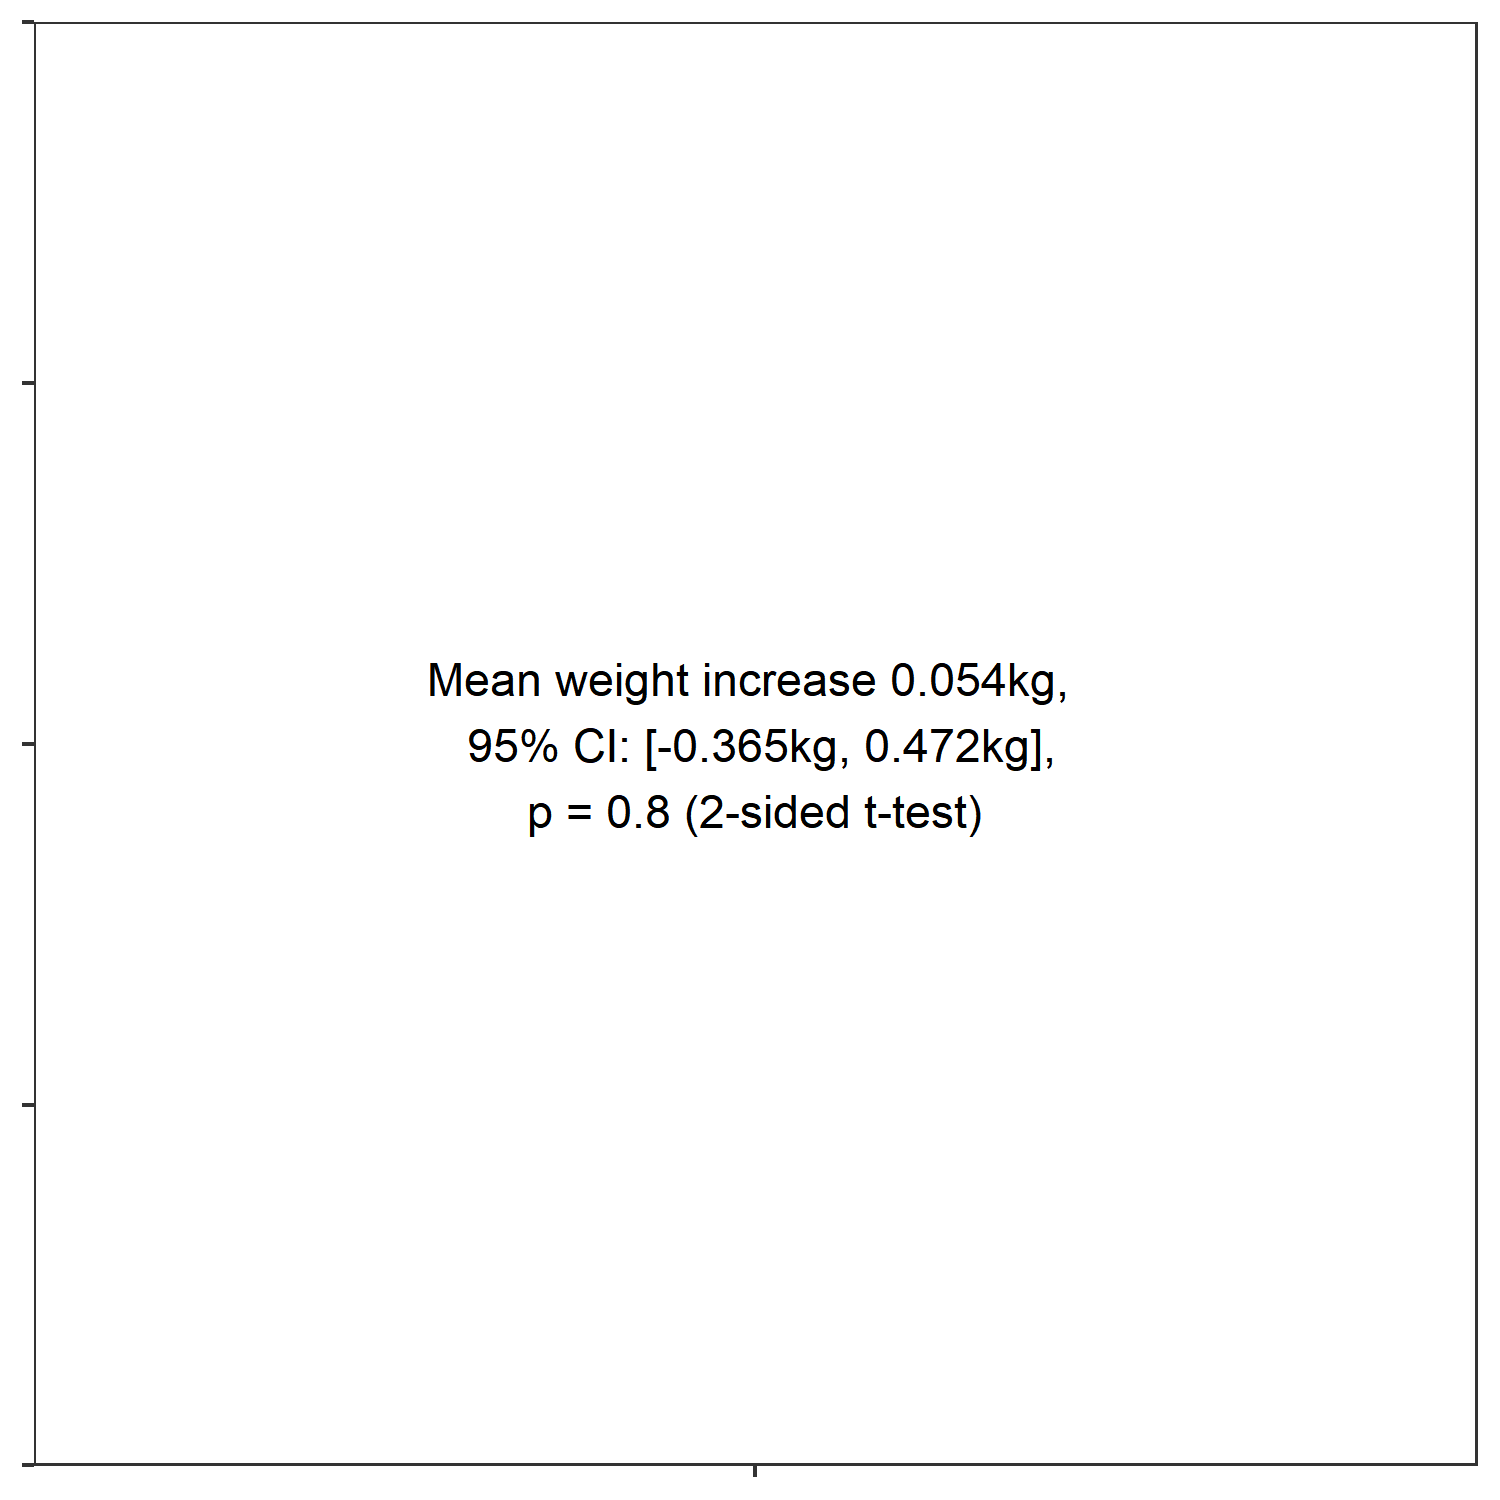 Mean weight increase 0.054kg,
95% CI: [-0.365kg, 0.472kg],
p = 0.8 (2-sided t-test)